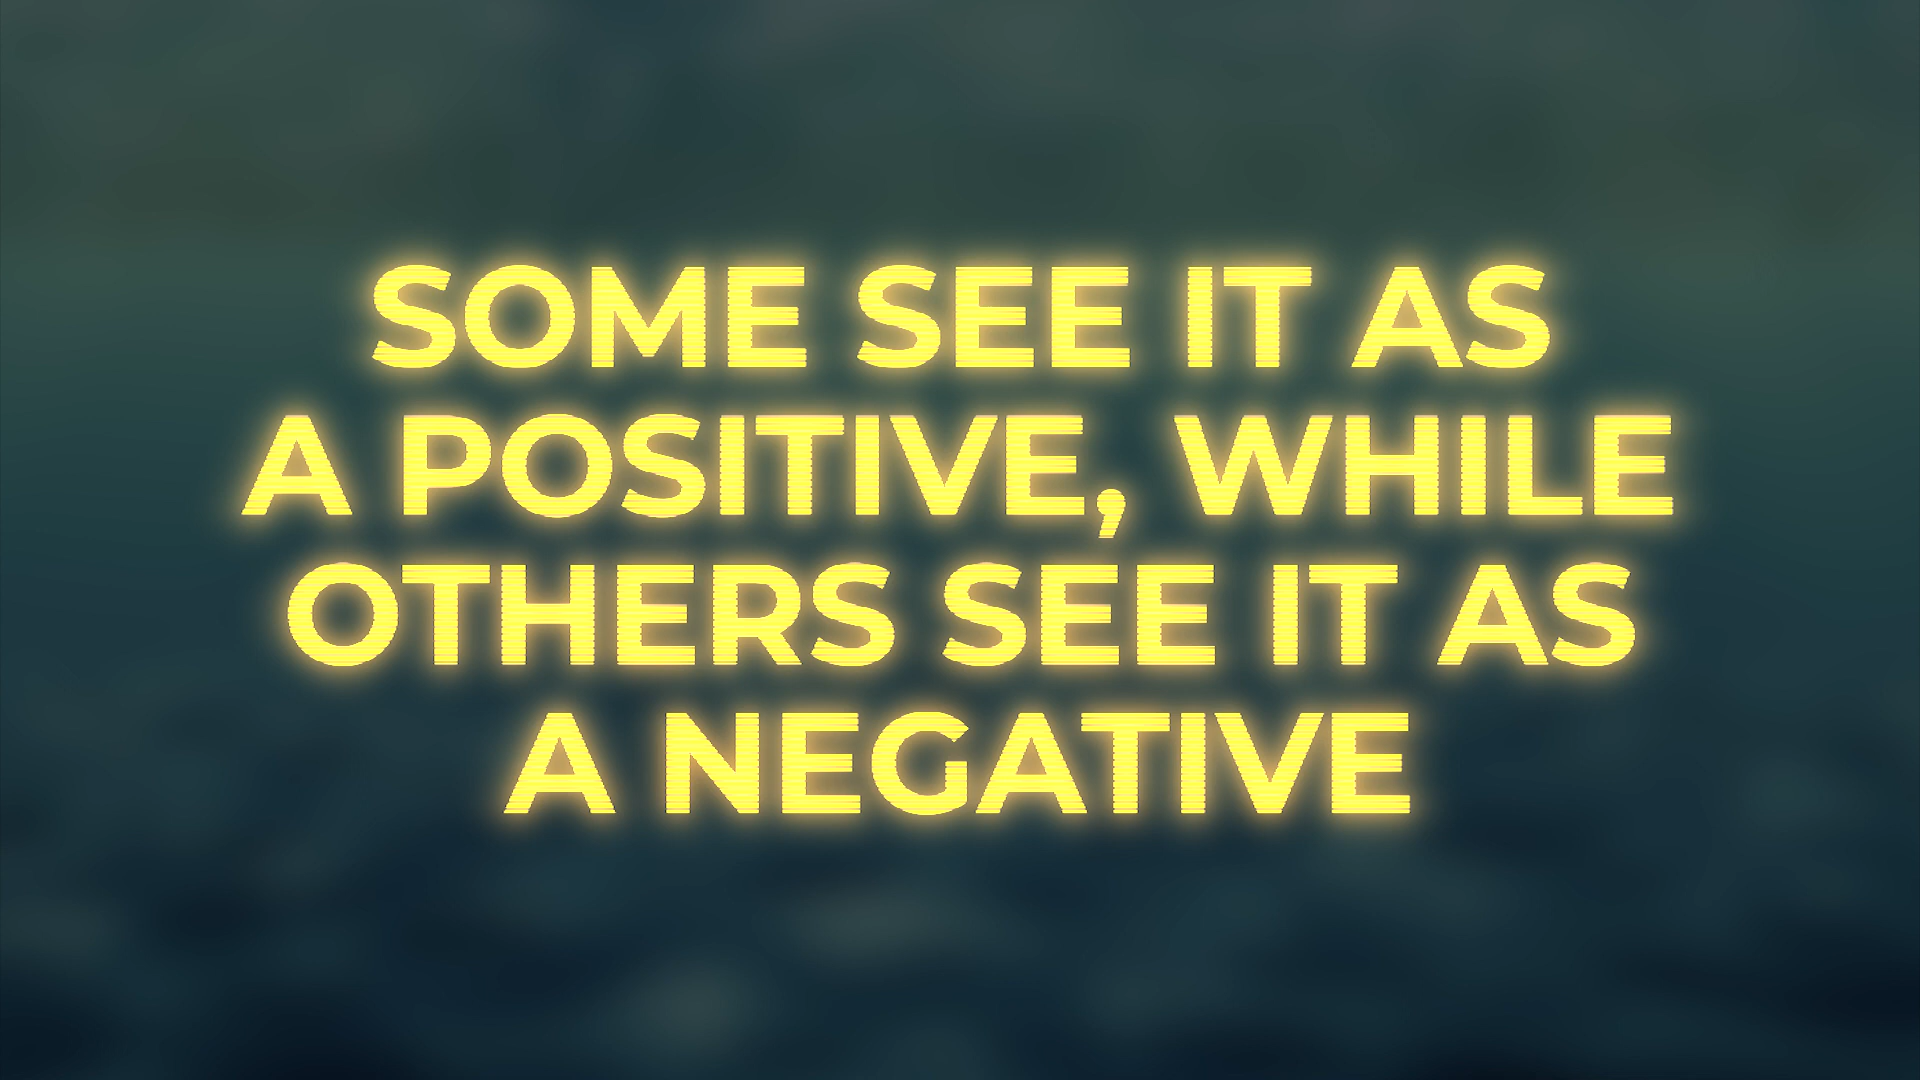 SOME SEE IT AS
A POSITIVE, WHILE
OTHERS SEE IT AS
A NEGATIVE